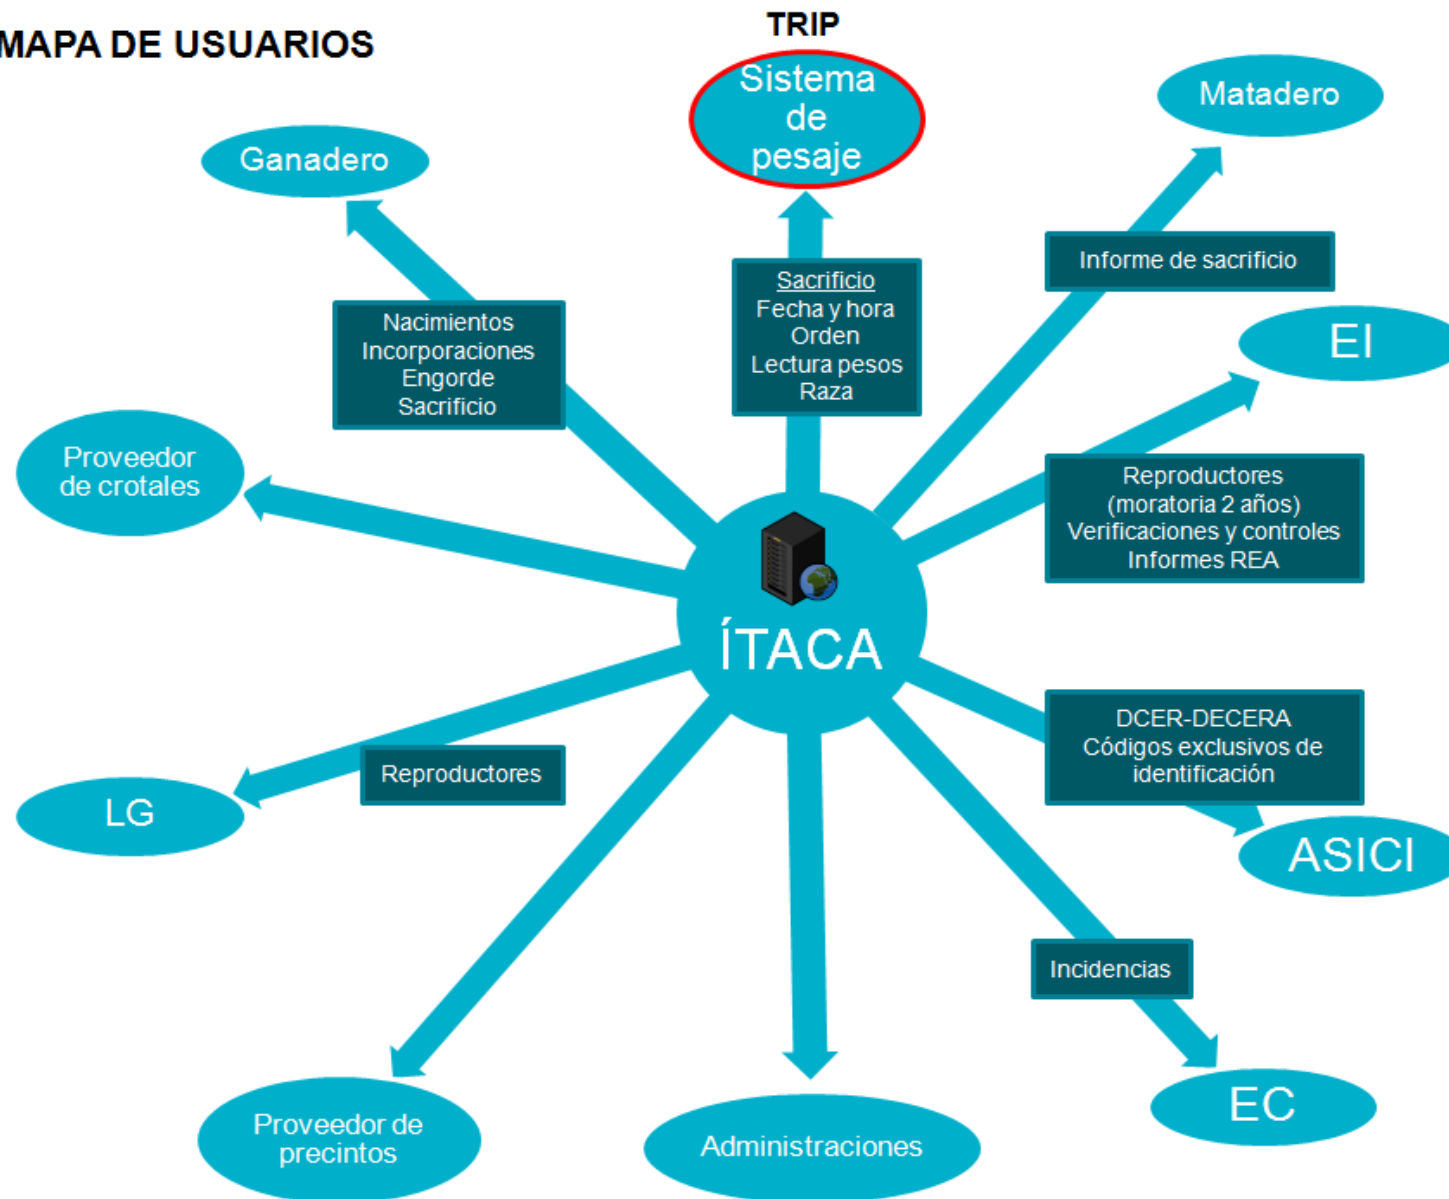 MAPA DE USUARIOS
TRIP
Sistema
de
pesaje
Matadero
Ganadero
Informe de sacrificio
Sacrificio
Fecha y hora
Orden
Lectura pesos
Raza
Nacimientos
Incorporaciones
Engorde
Sacrificio
EI
Proveedor
de crotales
Reproductores
(moratoria 2 años)
Verificaciones y controles
Informes REA
ÍTACA
DCER-DECERA
Códigos exclusivos de
identificación
Reproductores
LG
ASICI
Incidencias
EC
Proveedor de
precintos
Administraciones